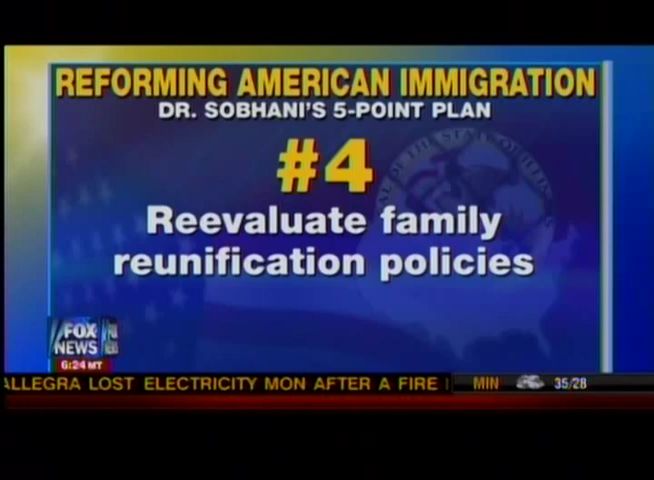 REFORMING AMERICAN IMMIGRATION
DR. SOBHANI'S 5-POINT PLAN
#4
Reevaluate family
reunification policies
FOX
NEWS
6:24 MT
ALLEGRA LOST ELECTRICITY MON AFTER A FIRE
MIN 35/28